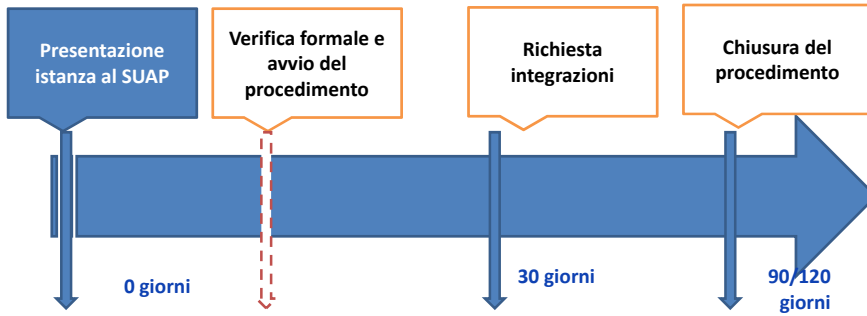 Presentazione
istanza al SUAP
Verifica formale e
avvio del
procedimento
Richiesta
integrazioni
Chiusura del
procedimento
0 giorni
30 giorni
90/120
giorni